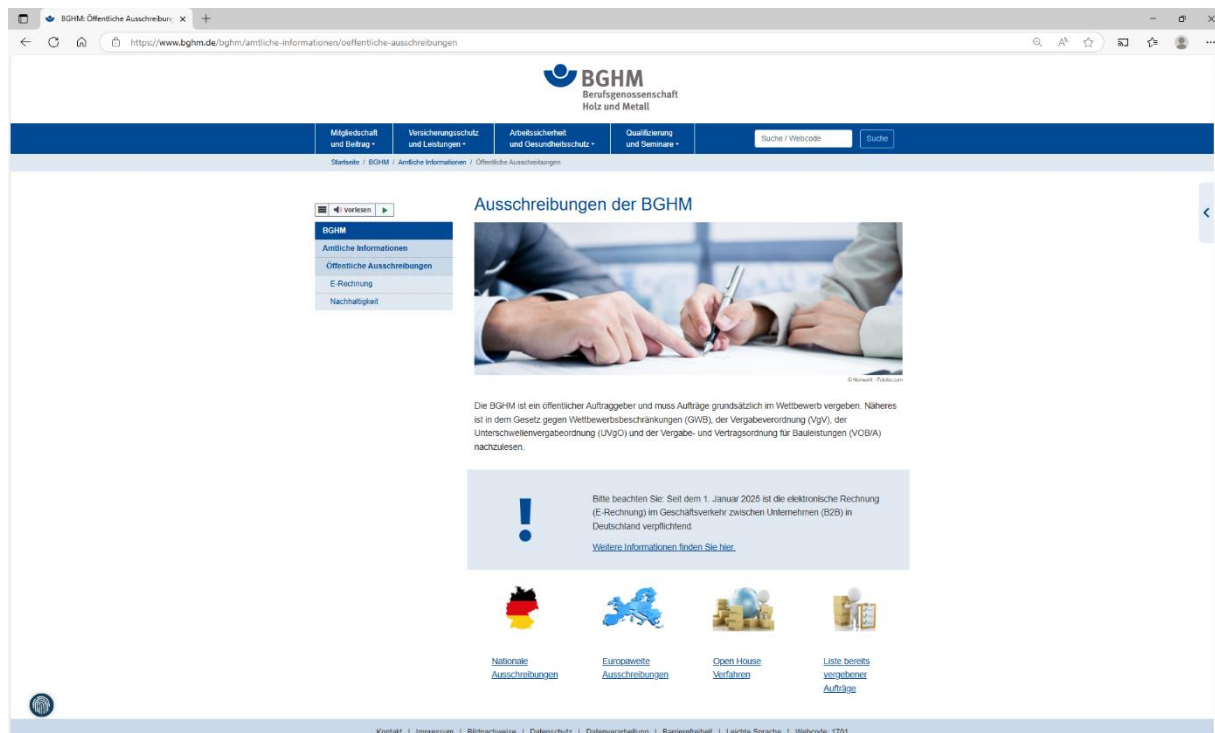 BGHM: Öffentliche Ausschreibun
https://www.bghm.de/bghm/amtliche-informationen/oeffentliche-ausschreibungen
BGHM
Berufsgenossenschaft
Holz und Metall
Mitgliedschaft
und Beitrag
Versicherungsschutz
und Leistungen
Arbeitssicherheit
und Gesundheitsschutz
Qualifizierung
und Seminare
Suche / Webcode
Suche
Startseite / BGHM / Amtliche Informationen / Öffentliche Ausschreibungen
Vorlesen
BGHM
Amtliche Informationen
Öffentliche Ausschreibungen
E-Rechnung
Nachhaltigkeit
Ausschreibungen der BGHM
Die BGHM ist ein öffentlicher Auftraggeber und muss Aufträge grundsätzlich im Wettbewerb vergeben. Näheres
ist in dem Gesetz gegen Wettbewerbsbeschränkungen (GWB), der Vergabeverordnung (VgV), der
Unterschwellenvergabeordnung (UVgO) und der Vergabe- und Vertragsordnung für Bauleistungen (VOB/A)
nachzulesen.
Bitte beachten Sie: Seit dem 1. Januar 2025 ist die elektronische Rechnung
(E-Rechnung) im Geschäftsverkehr zwischen Unternehmen (B2B) in
Deutschland verpflichtend.
Weitere Informationen finden Sie hier.
Nationale
Ausschreibungen
Europaweite
Ausschreibungen
Open House
Verfahren
Liste bereits
vergebener
Aufträge
Kontakt | Impressum | Bildnachweise | Datenschutz | Datenverarbeitung | Barrierefreiheit | Leichte Sprache | Webcode: 1701